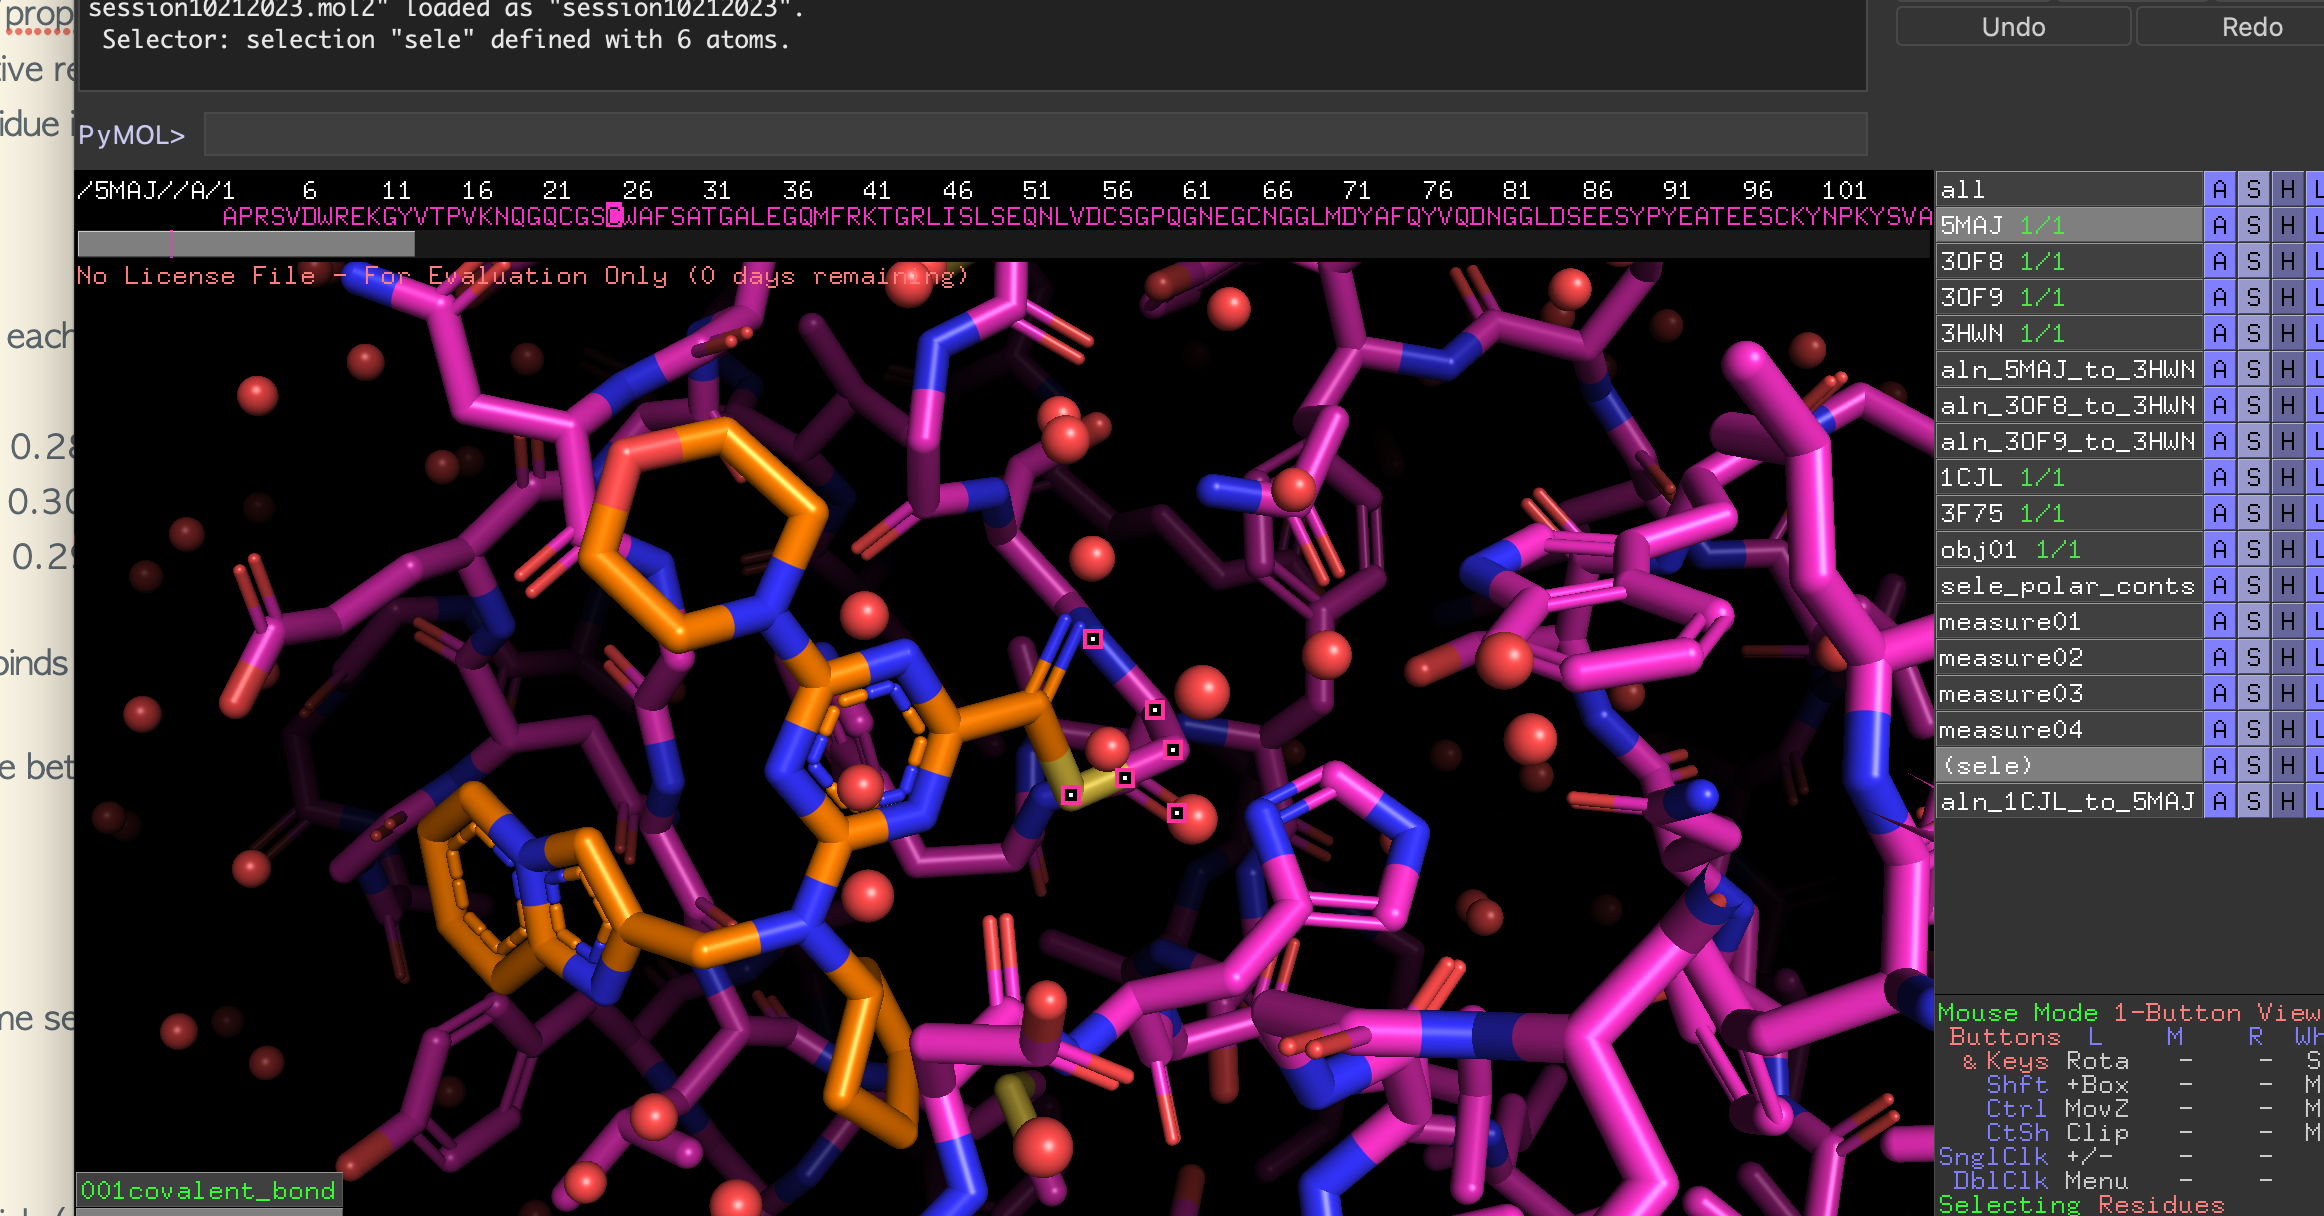 session10212023.mol2" loaded as "session10212023".
Selector: selection "sele" defined with 6 atoms.
Undo Redo
prop
tive re
idue i
PyMOL>
each
0.28
0.30
0.29
binds
e bet
me se
/5MAJ//A/1 6 11 16 21 26 31 36 41 46 51 56 61 66 71 76 81 86 91 96 101
APRSVDWREKGYVTPVKNQGQCGSCWAFSATGALEGQMFRKTGRLISLSEQNLVDCSGPQGNEGCNGGLMDYAFQYVQDNGGLDSEESYPYEATEESCKYNPKYSVA
No License File - For Evaluation Only (0 days remaining)
all A S H L
5MAJ 1/1 A S H L
3OF8 1/1 A S H L
3OF9 1/1 A S H L
3HWN 1/1 A S H L
aln_5MAJ_to_3HWN A S H L
aln_3OF8_to_3HWN A S H L
aln_3OF9_to_3HWN A S H L
1CJL 1/1 A S H L
3F75 1/1 A S H L
obj01 1/1 A S H L
sele_polar_conts A S H L
measure01 A S H L
measure02 A S H L
measure03 A S H L
measure04 A S H L
(sele) A S H L
aln_1CJL_to_5MAJ A S H L
001covalent_bond
Mouse Mode 1-Button View
Buttons L M R Wh
& Keys Rota - - S
Shft +Box - - M
Ctrl MovZ - - M
CtSh Clip - - M
SnglClk +/- - -
DblClk Menu - -
Selecting Residues